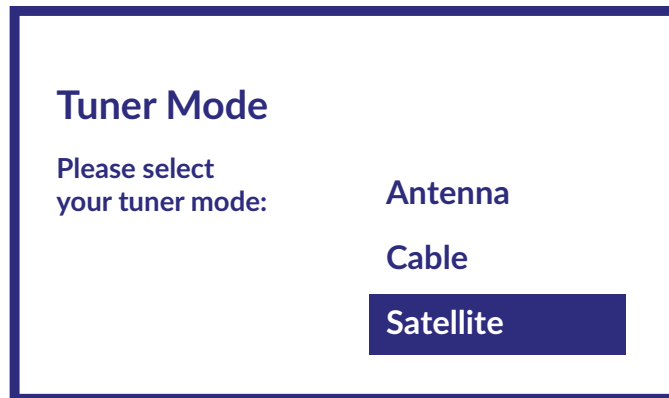 Tuner Mode
Please select
your tuner mode:
Antenna
Cable
Satellite